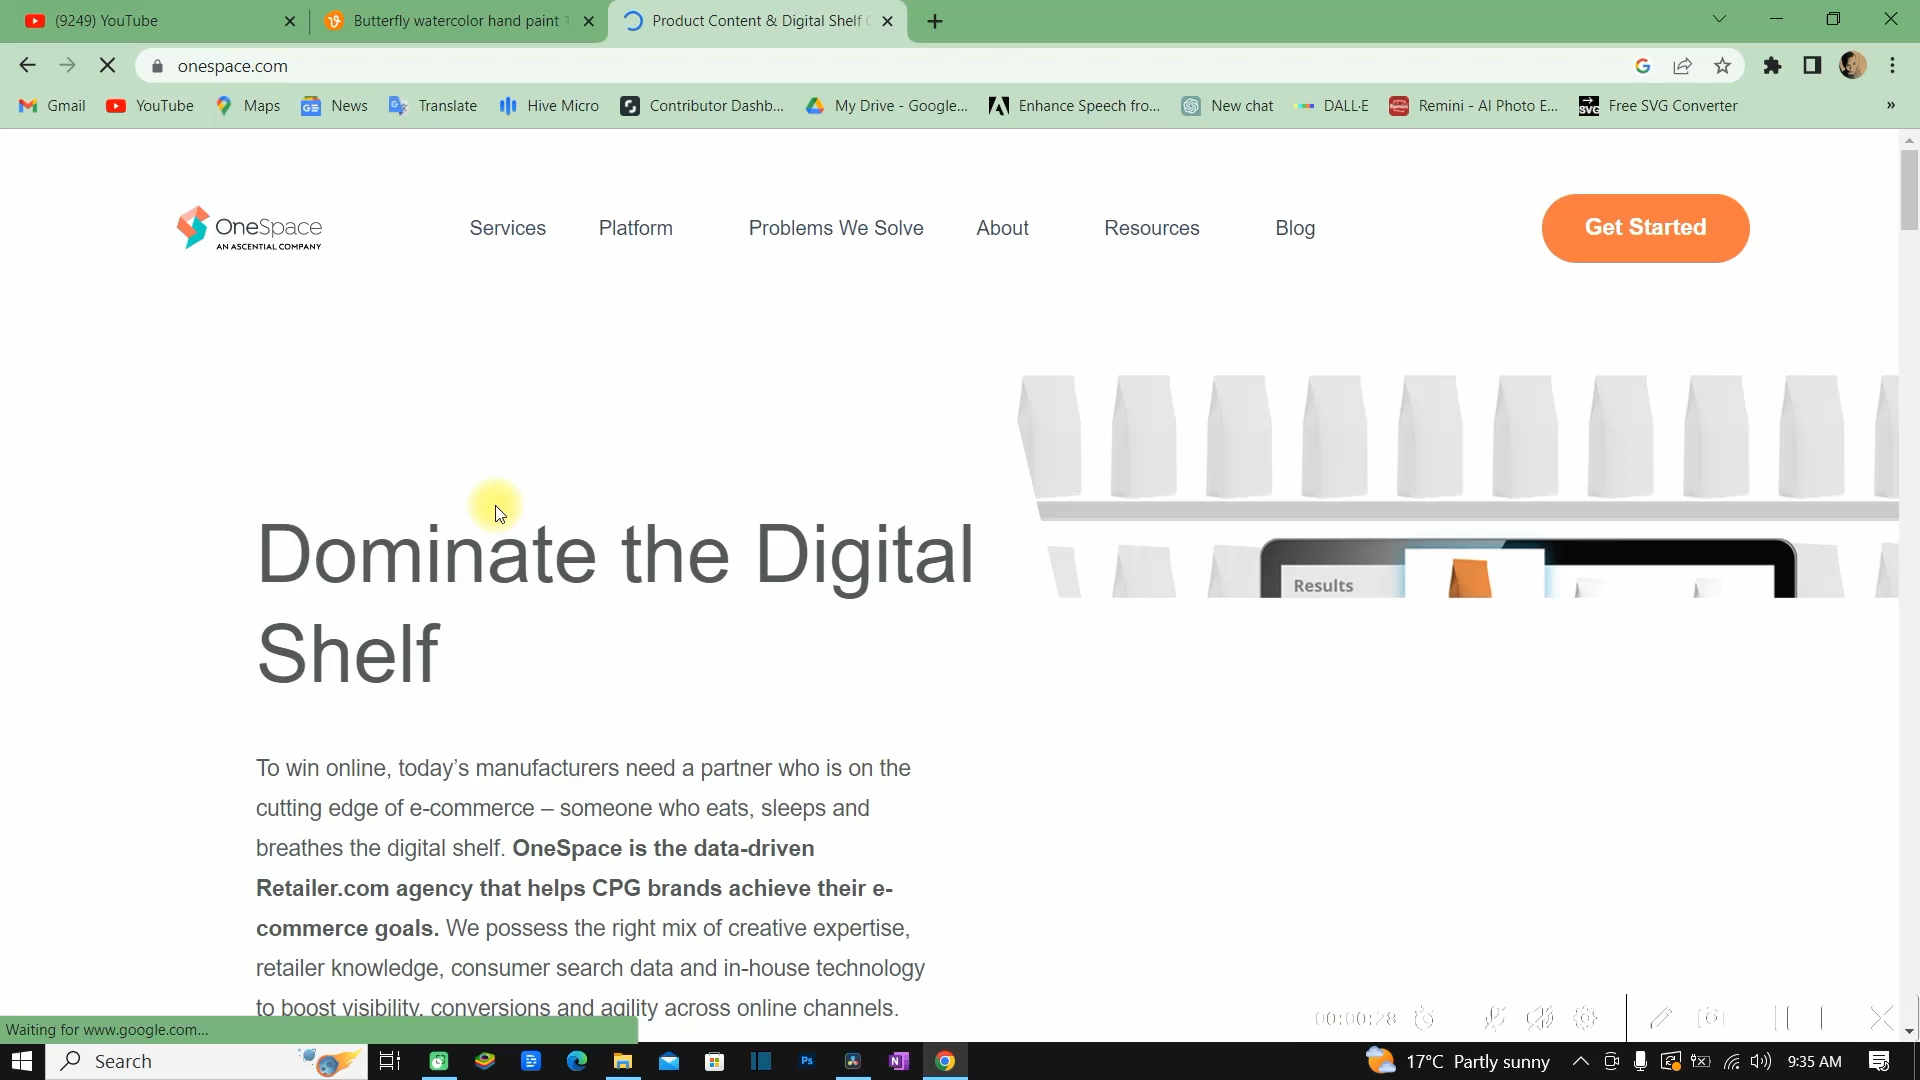 (9249) YouTube
Butterfly watercolor hand paint
Product Content & Digital Shelf
onespace.com
Gmail
YouTube
Maps
News
Translate
Hive Micro
Contributor Dashb...
My Drive - Google...
Enhance Speech fro...
New chat
DALL·E
Remini - AI Photo E...
Free SVG Converter
»
OneSpace
AN ASCENTIAL COMPANY
Services
Platform
Problems We Solve
About
Resources
Blog
Get Started
Dominate the Digital
Shelf
Results
To win online, today’s manufacturers need a partner who is on the
cutting edge of e-commerce – someone who eats, sleeps and
breathes the digital shelf. OneSpace is the data-driven
Retailer.com agency that helps CPG brands achieve their e-
commerce goals. We possess the right mix of creative expertise,
retailer knowledge, consumer search data and in-house technology
to boost visibility, conversions and agility across online channels.
00:00:28
Waiting for www.google.com...
Search
Ps
17°C Partly sunny
9:35 AM